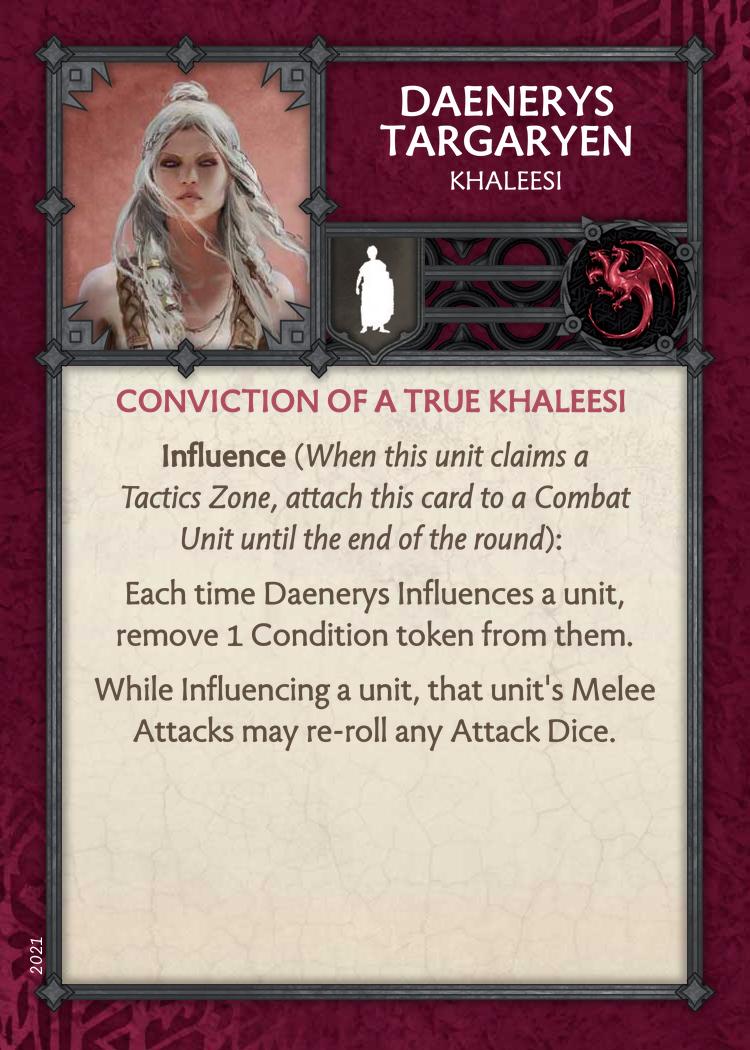 DAENERYS
TARGARYEN
KHALEESI
CONVICTION OF A TRUE KHALEESI
Influence (When this unit claims a
Tactics Zone, attach this card to a Combat
Unit until the end of the round):
Each time Daenerys Influences a unit,
remove 1 Condition token from them.
While Influencing a unit, that unit's Melee
Attacks may re-roll any Attack Dice.
2021